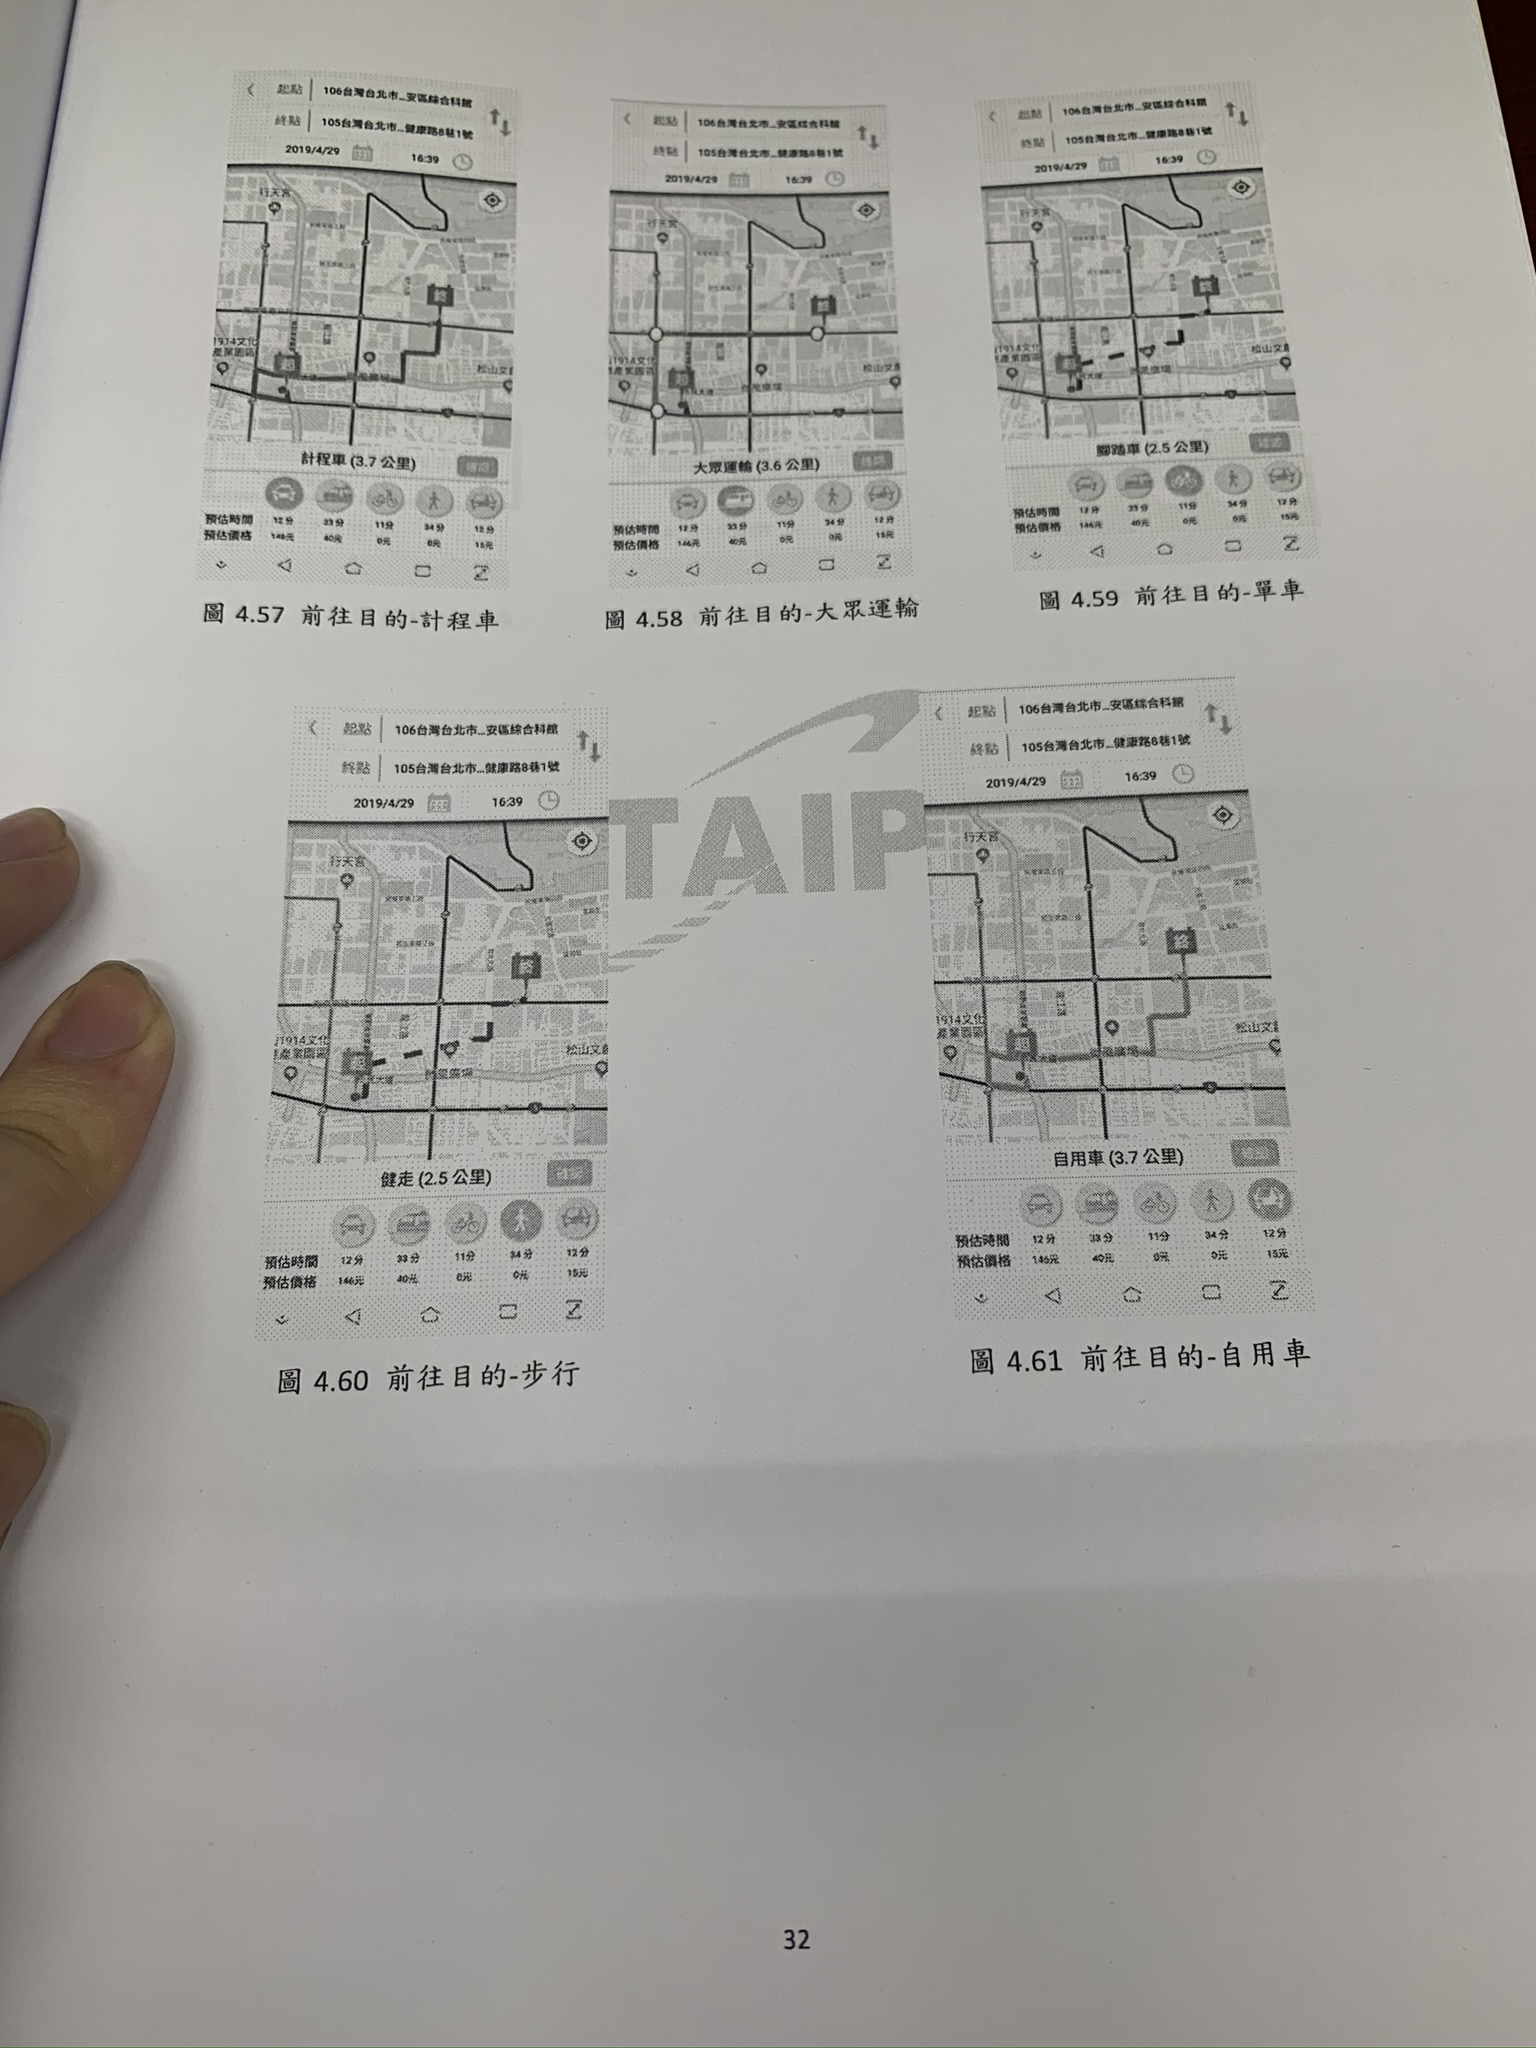 起點 106台灣台北市…安區綜合科館
終點 105台灣台北市…健康路8巷1號
2019/4/29 16:39
行天宮
1914文化
產業園區
松山文
計程車 (3.7 公里)
預估時間 12分 33分 11分 34分 12分
預估價格 146元 40元 0元 0元 15元
圖 4.57 前往目的-計程車
起點 106台灣台北市…安區綜合科館
終點 105台灣台北市…健康路8巷1號
2019/4/29 16:39
行天宮
1914文化
產業園區
松山文創
大眾運輸 (3.6 公里)
預估時間 12分 33分 11分 34分 12分
預估價格 146元 40元 0元 0元 15元
圖 4.58 前往目的-大眾運輸
起點 106台灣台北市…安區綜合科館
終點 105台灣台北市…健康路8巷1號
2019/4/29 16:39
行天宮
1914文化
產業園區
松山文創
腳踏車 (2.5 公里)
預估時間 12分 33分 11分 34分 12分
預估價格 146元 40元 0元 0元 15元
圖 4.59 前往目的-單車
起點 106台灣台北市…安區綜合科館
終點 105台灣台北市…健康路8巷1號
2019/4/29 16:39
行天宮
終
1914文化
產業園區
松山文創
健走 (2.5 公里)
預估時間 12分 33分 11分 34分 12分
預估價格 146元 40元 0元 0元 15元
圖 4.60 前往目的-步行
TAIP
起點 106台灣台北市…安區綜合科館
終點 105台灣台北市…健康路8巷1號
2019/4/29 16:39
行天宮
終
1914文化
產業園區
松山文創
自用車 (3.7 公里)
預估時間 12分 33分 11分 34分 12分
預估價格 146元 40元 0元 0元 15元
圖 4.61 前往目的-自用車
32